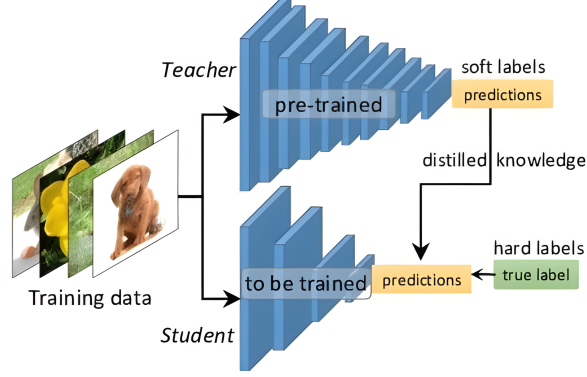 Teacher
pre-trained
soft labels
predictions
distilled knowledge
Training data
to be trained
predictions
hard labels
true label
Student